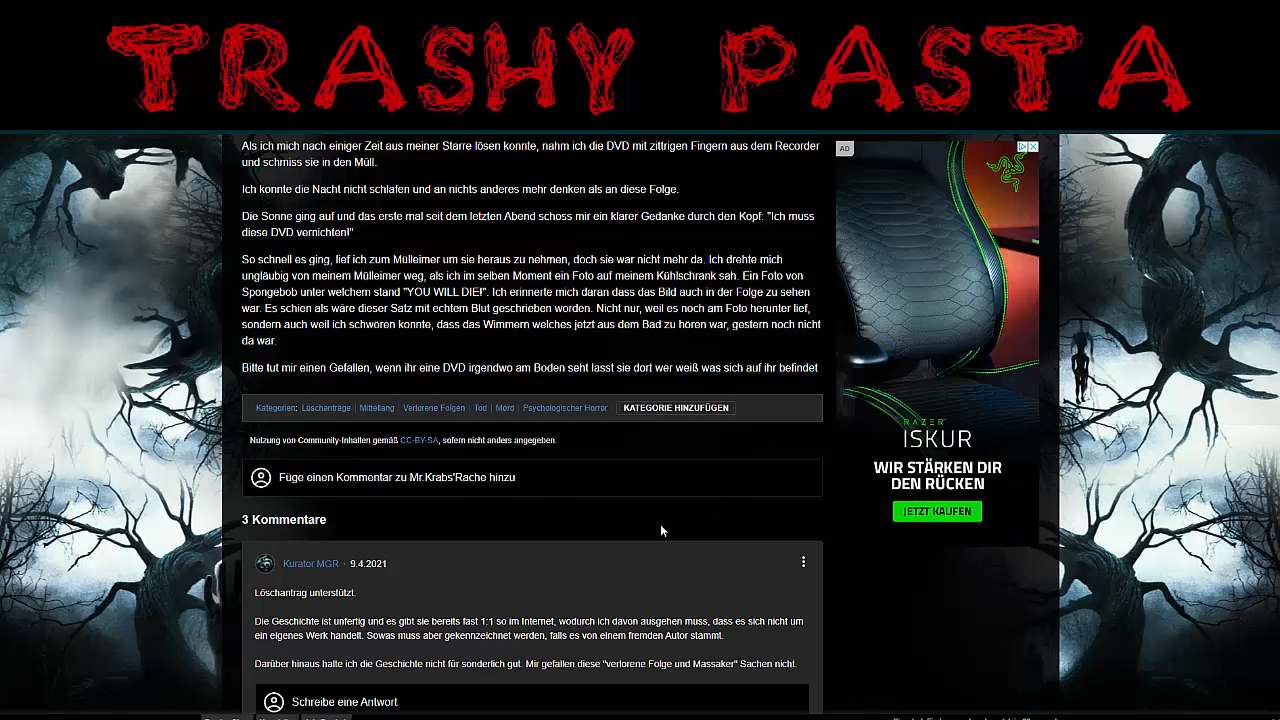 TRASHY PASTA
Als ich mich nach einiger Zeit aus meiner Starre lösen konnte, nahm ich die DVD mit zittrigen Fingern aus dem Recorder
und schmiss sie in den Müll.
Ich konnte die Nacht nicht schlafen und an nichts anderes mehr denken als an diese Folge.
Die Sonne ging auf und das erste mal seit dem letzten Abend schoss mir ein klarer Gedanke durch den Kopf: "Ich muss
diese DVD vernichten!"
So schnell es ging, lief ich zum Mülleimer um sie heraus zu nehmen, doch sie war nicht mehr da. Ich drehte mich
ungläubig von meinem Mülleimer weg, als ich im selben Moment ein Foto auf meinem Kühlschrank sah. Ein Foto von
Spongebob unter welchem stand "YOU WILL DIE!". Ich erinnerte mich daran dass das Bild auch in der Folge zu sehen
war. Es schien als wäre dieser Satz mit echtem Blut geschrieben worden. Nicht nur, weil es noch am Foto herunter lief,
sondern auch weil ich schwören konnte, dass das Wimmern welches jetzt aus dem Bad zu hören war, gestern noch nicht
da war.
Bitte tut mir einen Gefallen, wenn ihr eine DVD irgendwo am Boden seht lasst sie dort wer weiß was sich auf ihr befindet
Kategorien: Löschanträge | Mittellang | Verlorene Folgen | Tod | Mord | Psychologischer Horror | KATEGORIE HINZUFÜGEN
Nutzung von Community-Inhalten gemäß CC-BY-SA, sofern nicht anders angegeben.
Füge einen Kommentar zu Mr.Krabs'Rache hinzu
3 Kommentare
Kurator MGR · 9.4.2021
Löschantrag unterstützt.
Die Geschichte ist unfertig und es gibt sie bereits fast 1:1 so im Internet, wodurch ich davon ausgehen muss, dass es sich nicht um
ein eigenes Werk handelt. Sowas muss aber gekennzeichnet werden, falls es von einem fremden Autor stammt.
Darüber hinaus halte ich die Geschichte nicht für sonderlich gut. Mir gefallen diese "verlorene Folge und Massaker" Sachen nicht.
Schreibe eine Antwort
AD
RAZER
ISKUR
WIR STÄRKEN DIR
DEN RÜCKEN
JETZT KAUFEN